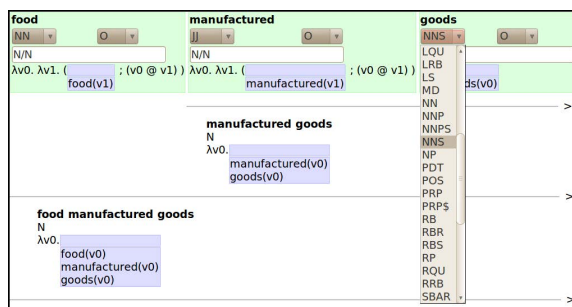 food manufactured goods
NN O JJ O NNS O
N/N N/N
λv0. λv1. ( ; (v0 @ v1) ) λv0. λv1. ( ; (v0 @ v1) )
food(v1) manufactured(v1) ds(v0)
LQU
LRB
LS
MD
NN
NNP
NNPS
NNS
NP
PDT
POS
PRP
PRP$
RB
RBR
RBS
RP
RQU
RRB
SBAR
>
manufactured goods
N
λv0.
manufactured(v0)
goods(v0)
>
food manufactured goods
N
λv0.
food(v0)
manufactured(v0)
goods(v0)
>